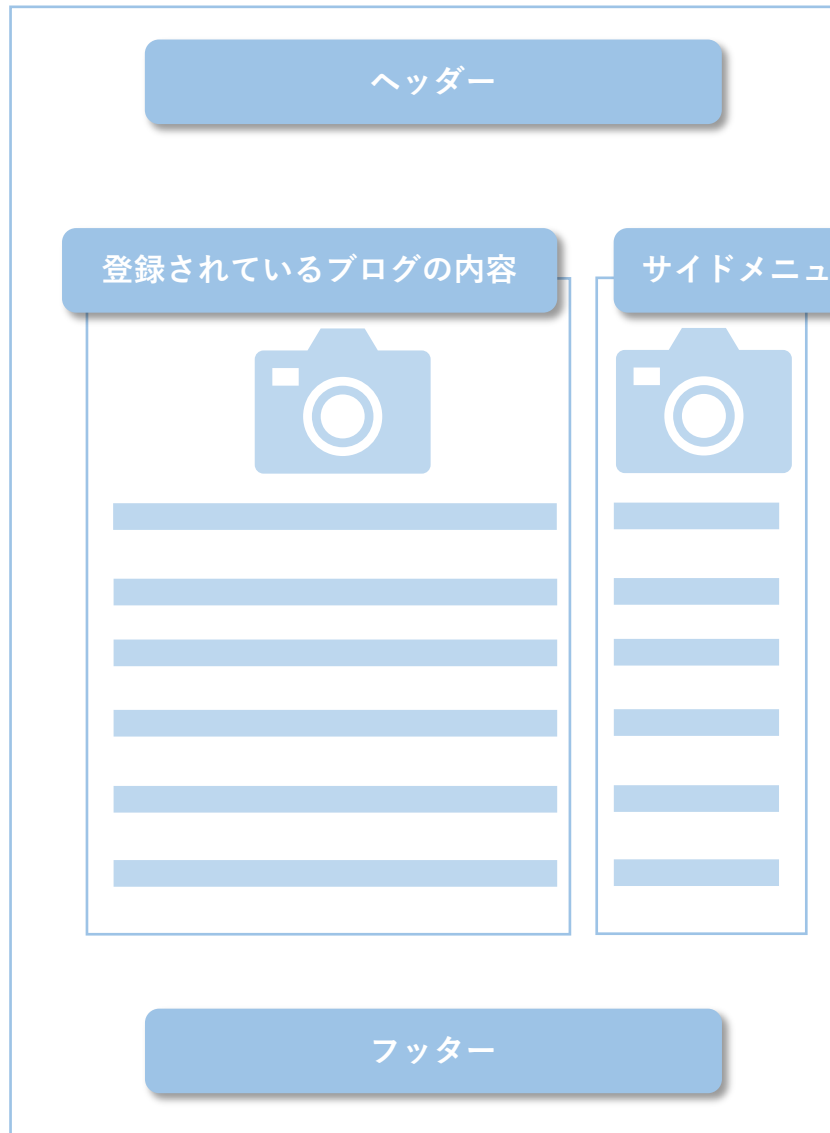 ヘッダー
登録されているブログの内容
サイドメニュ
フッター